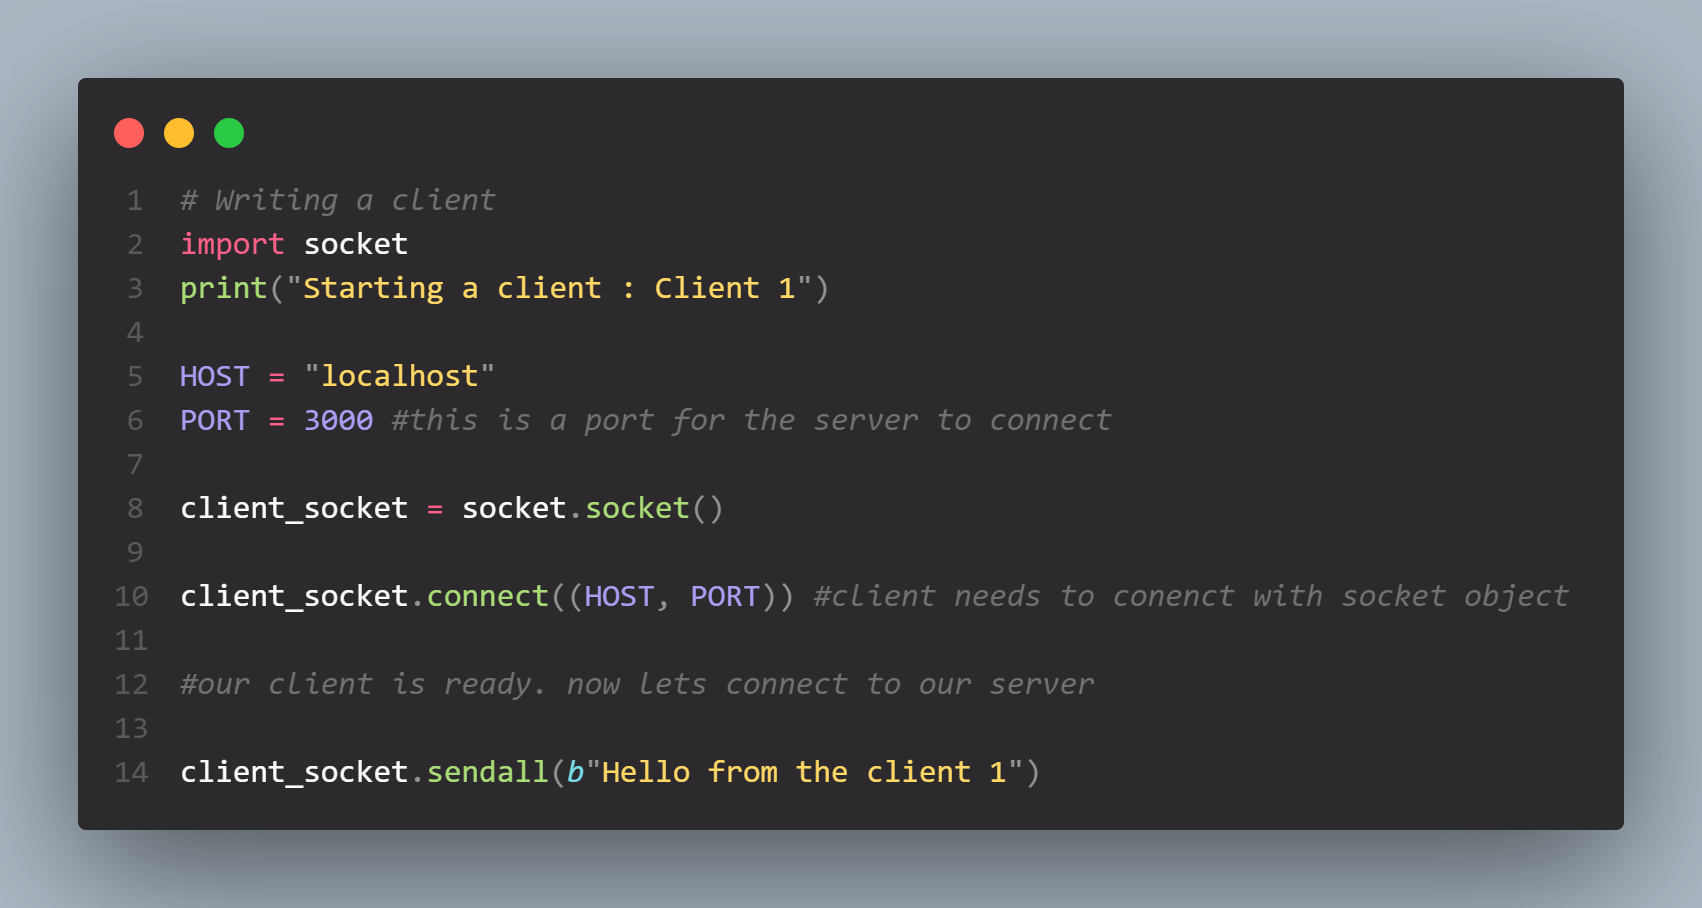 1 # Writing a client
2 import socket
3 print("Starting a client : Client 1")
4
5 HOST = "localhost"
6 PORT = 3000 #this is a port for the server to connect
7
8 client_socket = socket.socket()
9
10 client_socket.connect((HOST, PORT)) #client needs to conenct with socket object
11
12 #our client is ready. now lets connect to our server
13
14 client_socket.sendall(b"Hello from the client 1")